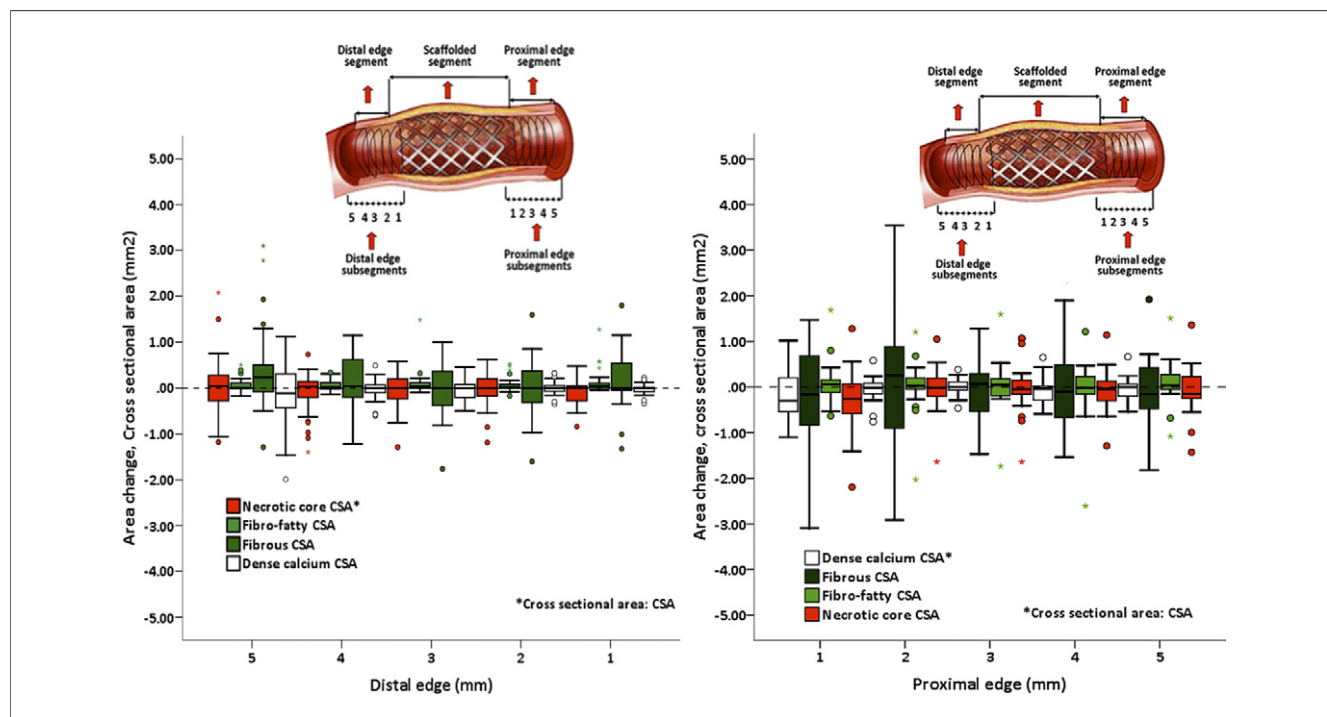 Distal edge
segment
Scaffolded
segment
Proximal edge
segment
5 4 3 2 1
1 2 3 4 5
Distal edge
subsegments
Proximal edge
subsegments
Area change, Cross sectional area (mm2)
5.00
4.00
3.00
2.00
1.00
.00
-1.00
-2.00
-3.00
-4.00
-5.00
Necrotic core CSA*
Fibro-fatty CSA
Fibrous CSA
Dense calcium CSA
*Cross sectional area: CSA
5 4 3 2 1
Distal edge (mm)
Distal edge
segment
Scaffolded
segment
Proximal edge
segment
5 4 3 2 1
1 2 3 4 5
Distal edge
subsegments
Proximal edge
subsegments
Area change, cross sectional area (mm2)
5.00
4.00
3.00
2.00
1.00
.00
-1.00
-2.00
-3.00
-4.00
-5.00
Dense calcium CSA*
Fibrous CSA
Fibro-fatty CSA
Necrotic core CSA
*Cross sectional area: CSA
1 2 3 4 5
Proximal edge (mm)